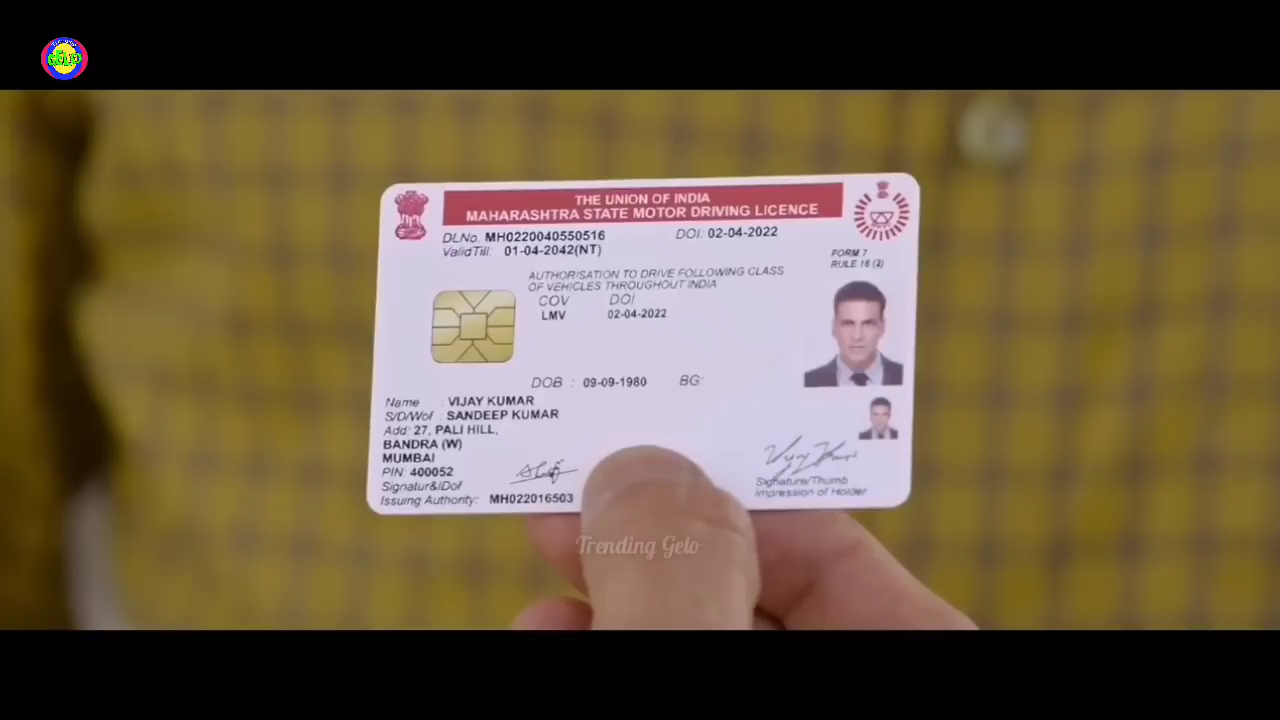 GELO
THE UNION OF INDIA
MAHARASHTRA STATE MOTOR DRIVING LICENCE
DLNo. MH0220040550516 DOI: 02-04-2022
ValidTill: 01-04-2042(NT)
FORM 7
RULE 16 (2)
AUTHORISATION TO DRIVE FOLLOWING CLASS
OF VEHICLES THROUGHOUT INDIA
COV DOI
LMV 02-04-2022
DOB : 09-09-1980 BG:
Name : VIJAY KUMAR
S/D/Wof : SANDEEP KUMAR
Add: 27, PALI HILL,
BANDRA (W)
MUMBAI
PIN: 400052
Signatur&IDof
Issuing Authority: MH022016503
Vijay Kumar
Signature/Thumb
Impression of Holder
Trending Gelo